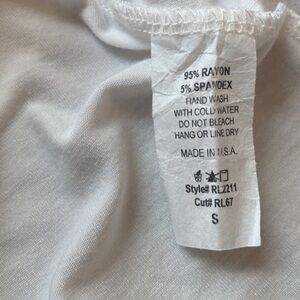 95% RAYON
5% SPANDEX
HAND WASH
WITH COLD WATER
DO NOT BLEACH
HANG OR LINE DRY
MADE IN U.S.A.
Style# RL2211
Cut# RL67
S